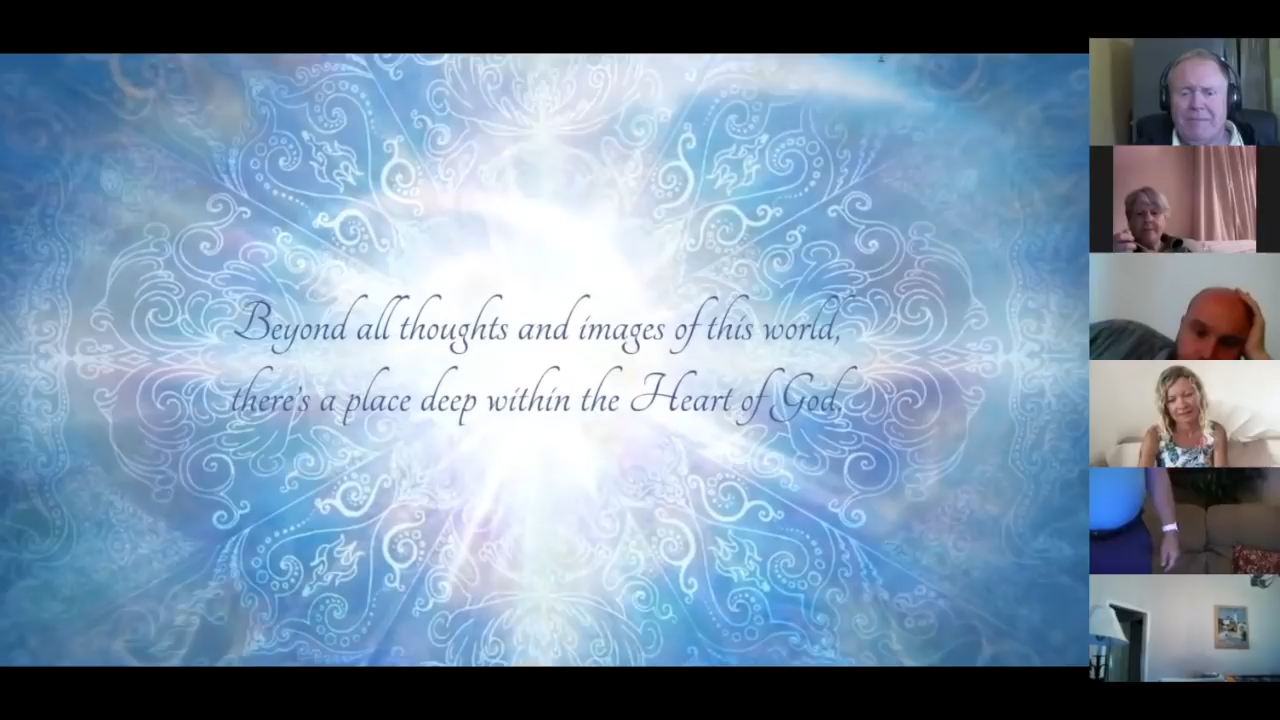 Beyond all thoughts and images of this world,
there's a place deep within the Heart of God,